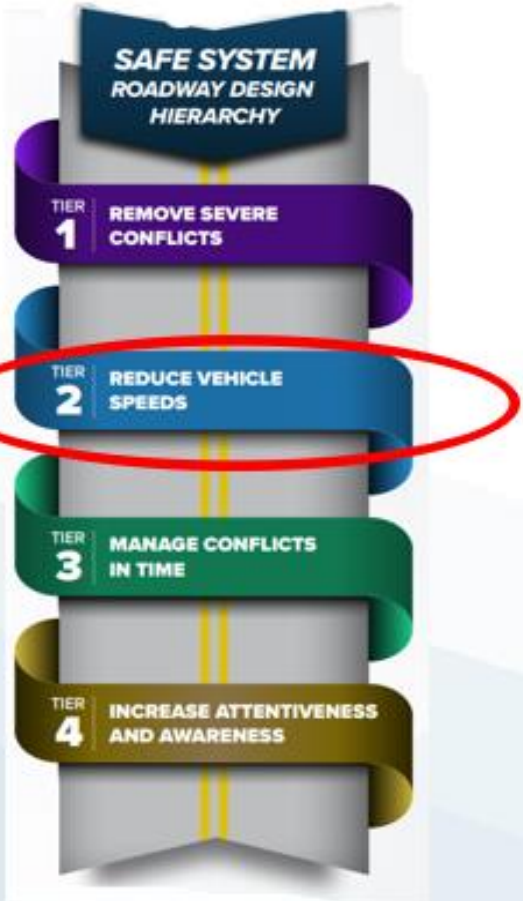 SAFE SYSTEM
ROADWAY DESIGN
HIERARCHY
TIER
1
REMOVE SEVERE
CONFLICTS
TIER
2
REDUCE VEHICLE
SPEEDS
TIER
3
MANAGE CONFLICTS
IN TIME
TIER
4
INCREASE ATTENTIVENESS
AND AWARENESS